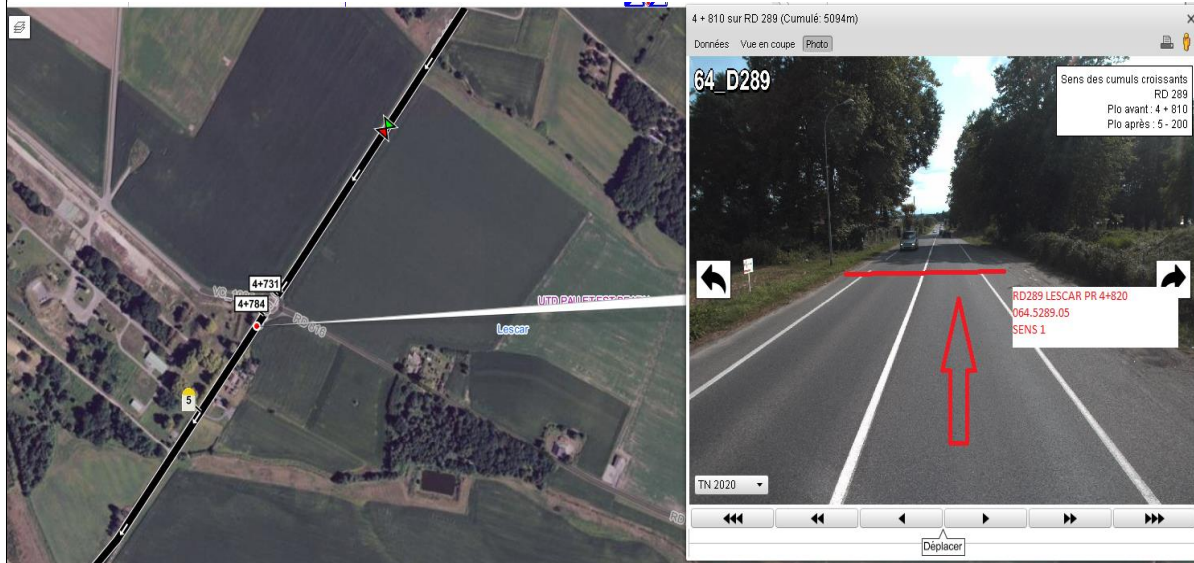 4 + 810 sur RD 289 (Cumulé: 5094m)
Données Vue en coupe Photo
64_D289
Sens des cumuls croissants
RD 289
Plo avant : 4 + 810
Plo après : 5 - 200
4+731
4+784
RD 616
Lescar
5
RD289 LESCAR PR 4+820
064.5289.05
SENS 1
TN 2020
Déplacer
RD